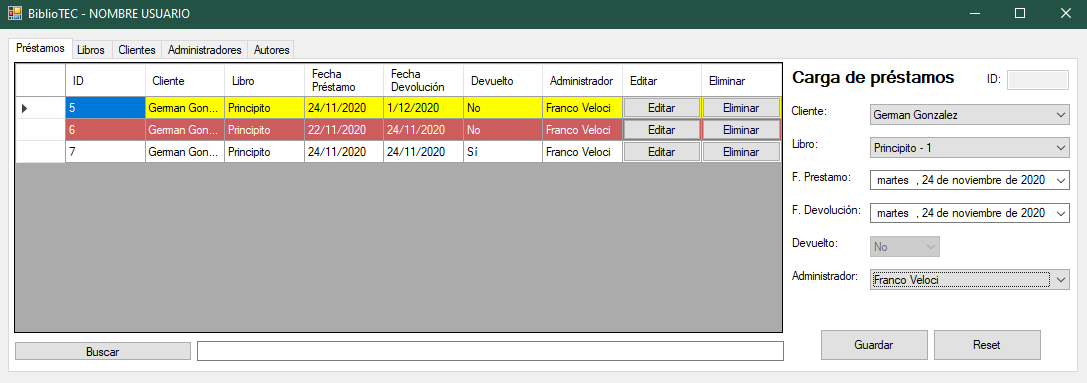 BiblioTEC - NOMBRE USUARIO
Préstamos Libros Clientes Administradores Autores
ID Cliente Libro Fecha Préstamo Fecha Devolución Devuelto Administrador Editar Eliminar
5 German Gon... Principito 24/11/2020 1/12/2020 No Franco Veloci Editar Eliminar
6 German Gon... Principito 22/11/2020 24/11/2020 No Franco Veloci Editar Eliminar
7 German Gon... Principito 24/11/2020 24/11/2020 Sí Franco Veloci Editar Eliminar
Buscar
Carga de préstamos ID:
Cliente: German Gonzalez
Libro: Principito - 1
F. Prestamo: martes , 24 de noviembre de 2020
F. Devolución: martes , 24 de noviembre de 2020
Devuelto: No
Administrador: Franco Veloci
Guardar Reset